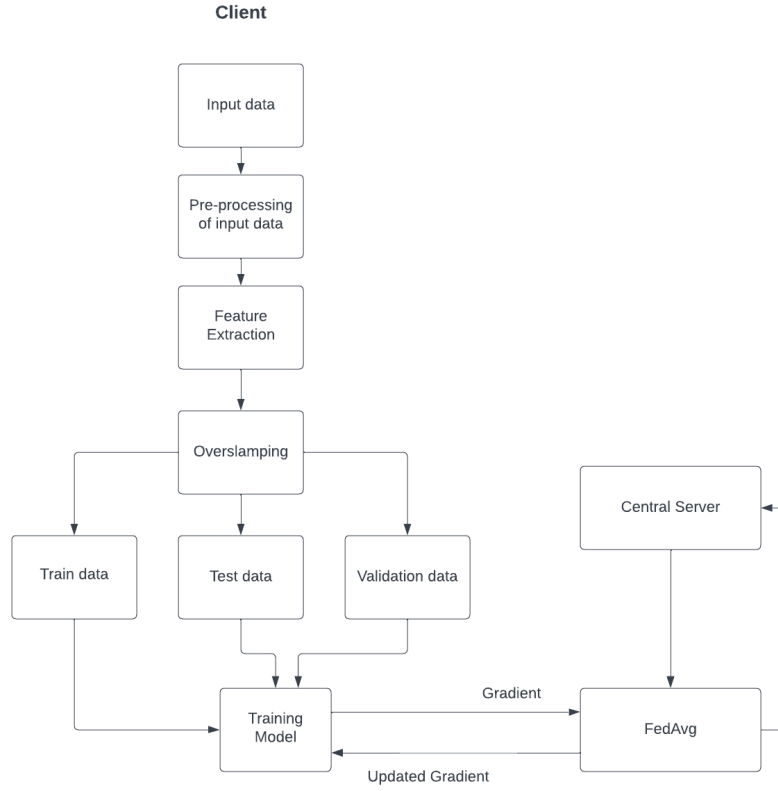 Client
Input data
Pre-processing
of input data
Feature
Extraction
Overslamping
Train data
Test data
Validation data
Central Server
Training
Model
Gradient
Updated Gradient
FedAvg